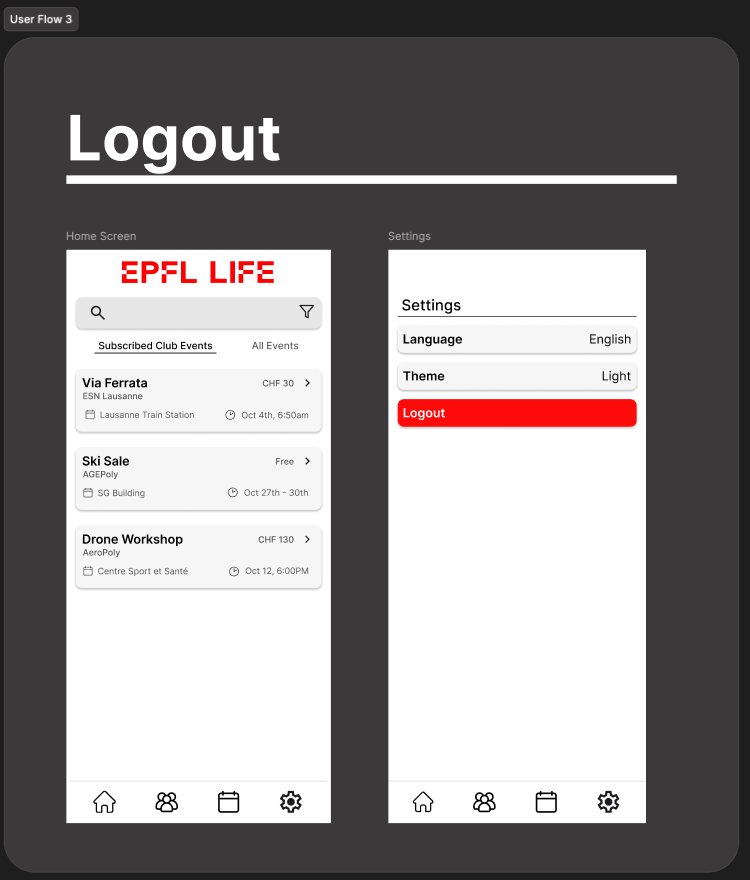 User Flow 3
Logout
Home Screen
EPFL LIFE
Subscribed Club Events All Events
Via Ferrata CHF 30
ESN Lausanne
Lausanne Train Station Oct 4th, 6:50am
Ski Sale Free
AGEPoly
SG Building Oct 27th - 30th
Drone Workshop CHF 130
AeroPoly
Centre Sport et Santé Oct 12, 6:00PM
Settings
Settings
Language English
Theme Light
Logout